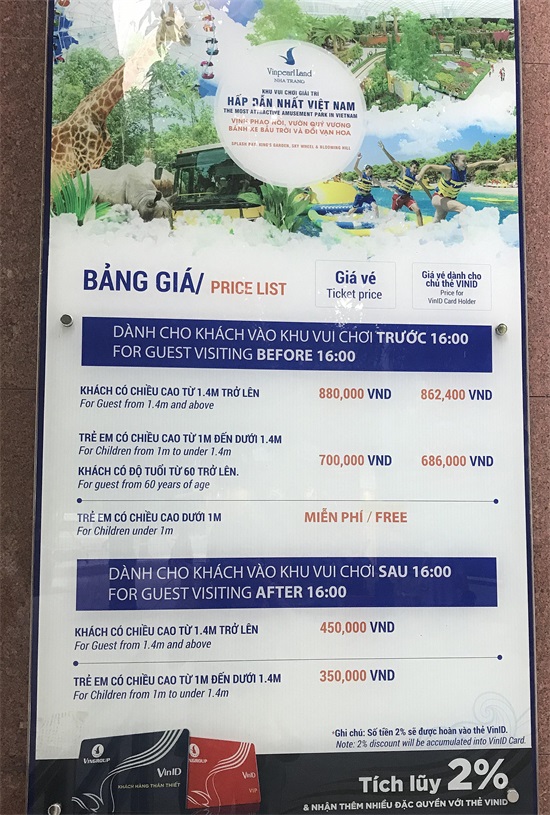 VinpearlLand
NHA TRANG
KHU VUI CHƠI GIẢI TRÍ
HẤP DẪN NHẤT VIỆT NAM
THE MOST ATTRACTIVE AMUSEMENT PARK IN VIETNAM
VỊNH PHAO NỔI, VƯỜN QUÝ VƯƠNG
BÁNH XE BẦU TRỜI VÀ ĐỒI VẠN HOA
SPLASH BAY, KING'S GARDEN, SKY WHEEL & BLOOMING HILL
BẢNG GIÁ/ PRICE LIST
Giá vé
Ticket price
Giá vé dành cho
chủ thẻ VINID
Price for
VinID Card Holder
DÀNH CHO KHÁCH VÀO KHU VUI CHƠI TRƯỚC 16:00
FOR GUEST VISITING BEFORE 16:00
KHÁCH CÓ CHIỀU CAO TỪ 1.4M TRỞ LÊN 880,000 VND 862,400 VND
For Guest from 1.4m and above
TRẺ EM CÓ CHIỀU CAO TỪ 1M ĐẾN DƯỚI 1.4M
For Children from 1m to under 1.4m
700,000 VND 686,000 VND
KHÁCH CÓ ĐỘ TUỔI TỪ 60 TRỞ LÊN.
For guest from 60 years of age
TRẺ EM CÓ CHIỀU CAO DƯỚI 1M MIỄN PHÍ / FREE
For Children under 1m
DÀNH CHO KHÁCH VÀO KHU VUI CHƠI SAU 16:00
FOR GUEST VISITING AFTER 16:00
KHÁCH CÓ CHIỀU CAO TỪ 1.4M TRỞ LÊN 450,000 VND
For Guest from 1.4m and above
TRẺ EM CÓ CHIỀU CAO TỪ 1M ĐẾN DƯỚI 1.4M 350,000 VND
For Children from 1m to under 1.4m
*Ghi chú: Số tiền 2% sẽ được hoàn vào thẻ VinID.
Note: 2% discount will be accumulated into VinID Card.
VINGROUP
VinID
KHÁCH HÀNG THÂN THIẾT
VINGROUP
VinID
VIP
Tích lũy 2%
& NHẬN THÊM NHIỀU ĐẶC QUYỀN VỚI THẺ VINID